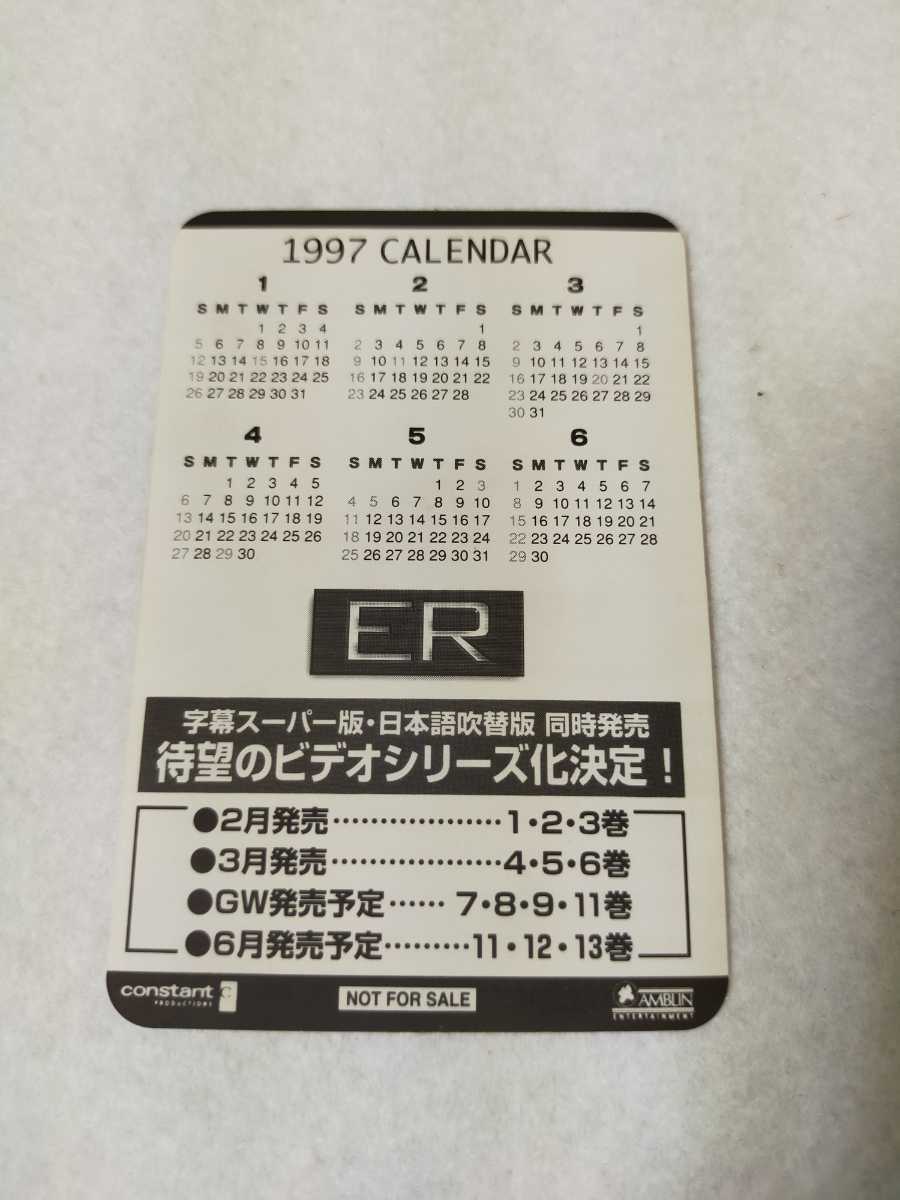 1997 CALENDAR
1 2 3
S M T W T F S S M T W T F S S M T W T F S
1 2 3 4 1 1
5 6 7 8 9 10 11 2 3 4 5 6 7 8 2 3 4 5 6 7 8
12 13 14 15 16 17 18 9 10 11 12 13 14 15 9 10 11 12 13 14 15
19 20 21 22 23 24 25 16 17 18 19 20 21 22 16 17 18 19 20 21 22
26 27 28 29 30 31 23 24 25 26 27 28 23 24 25 26 27 28 29
30 31
4 5 6
S M T W T F S S M T W T F S S M T W T F S
1 2 3 4 5 1 2 3 1 2 3 4 5 6 7
6 7 8 9 10 11 12 4 5 6 7 8 9 10 8 9 10 11 12 13 14
13 14 15 16 17 18 19 11 12 13 14 15 16 17 15 16 17 18 19 20 21
20 21 22 23 24 25 26 18 19 20 21 22 23 24 22 23 24 25 26 27 28
27 28 29 30 25 26 27 28 29 30 31 29 30
ER
字幕スーパー版・日本語吹替版 同時発売
待望のビデオシリーズ化決定！
●2月発売…………………1・2・3巻
●3月発売…………………4・5・6巻
●GW発売予定…… 7・8・9・11巻
●6月発売予定………11・12・13巻
constant c
PRODUCTIONS
NOT FOR SALE
AMBLIN
ENTERTAINMENT